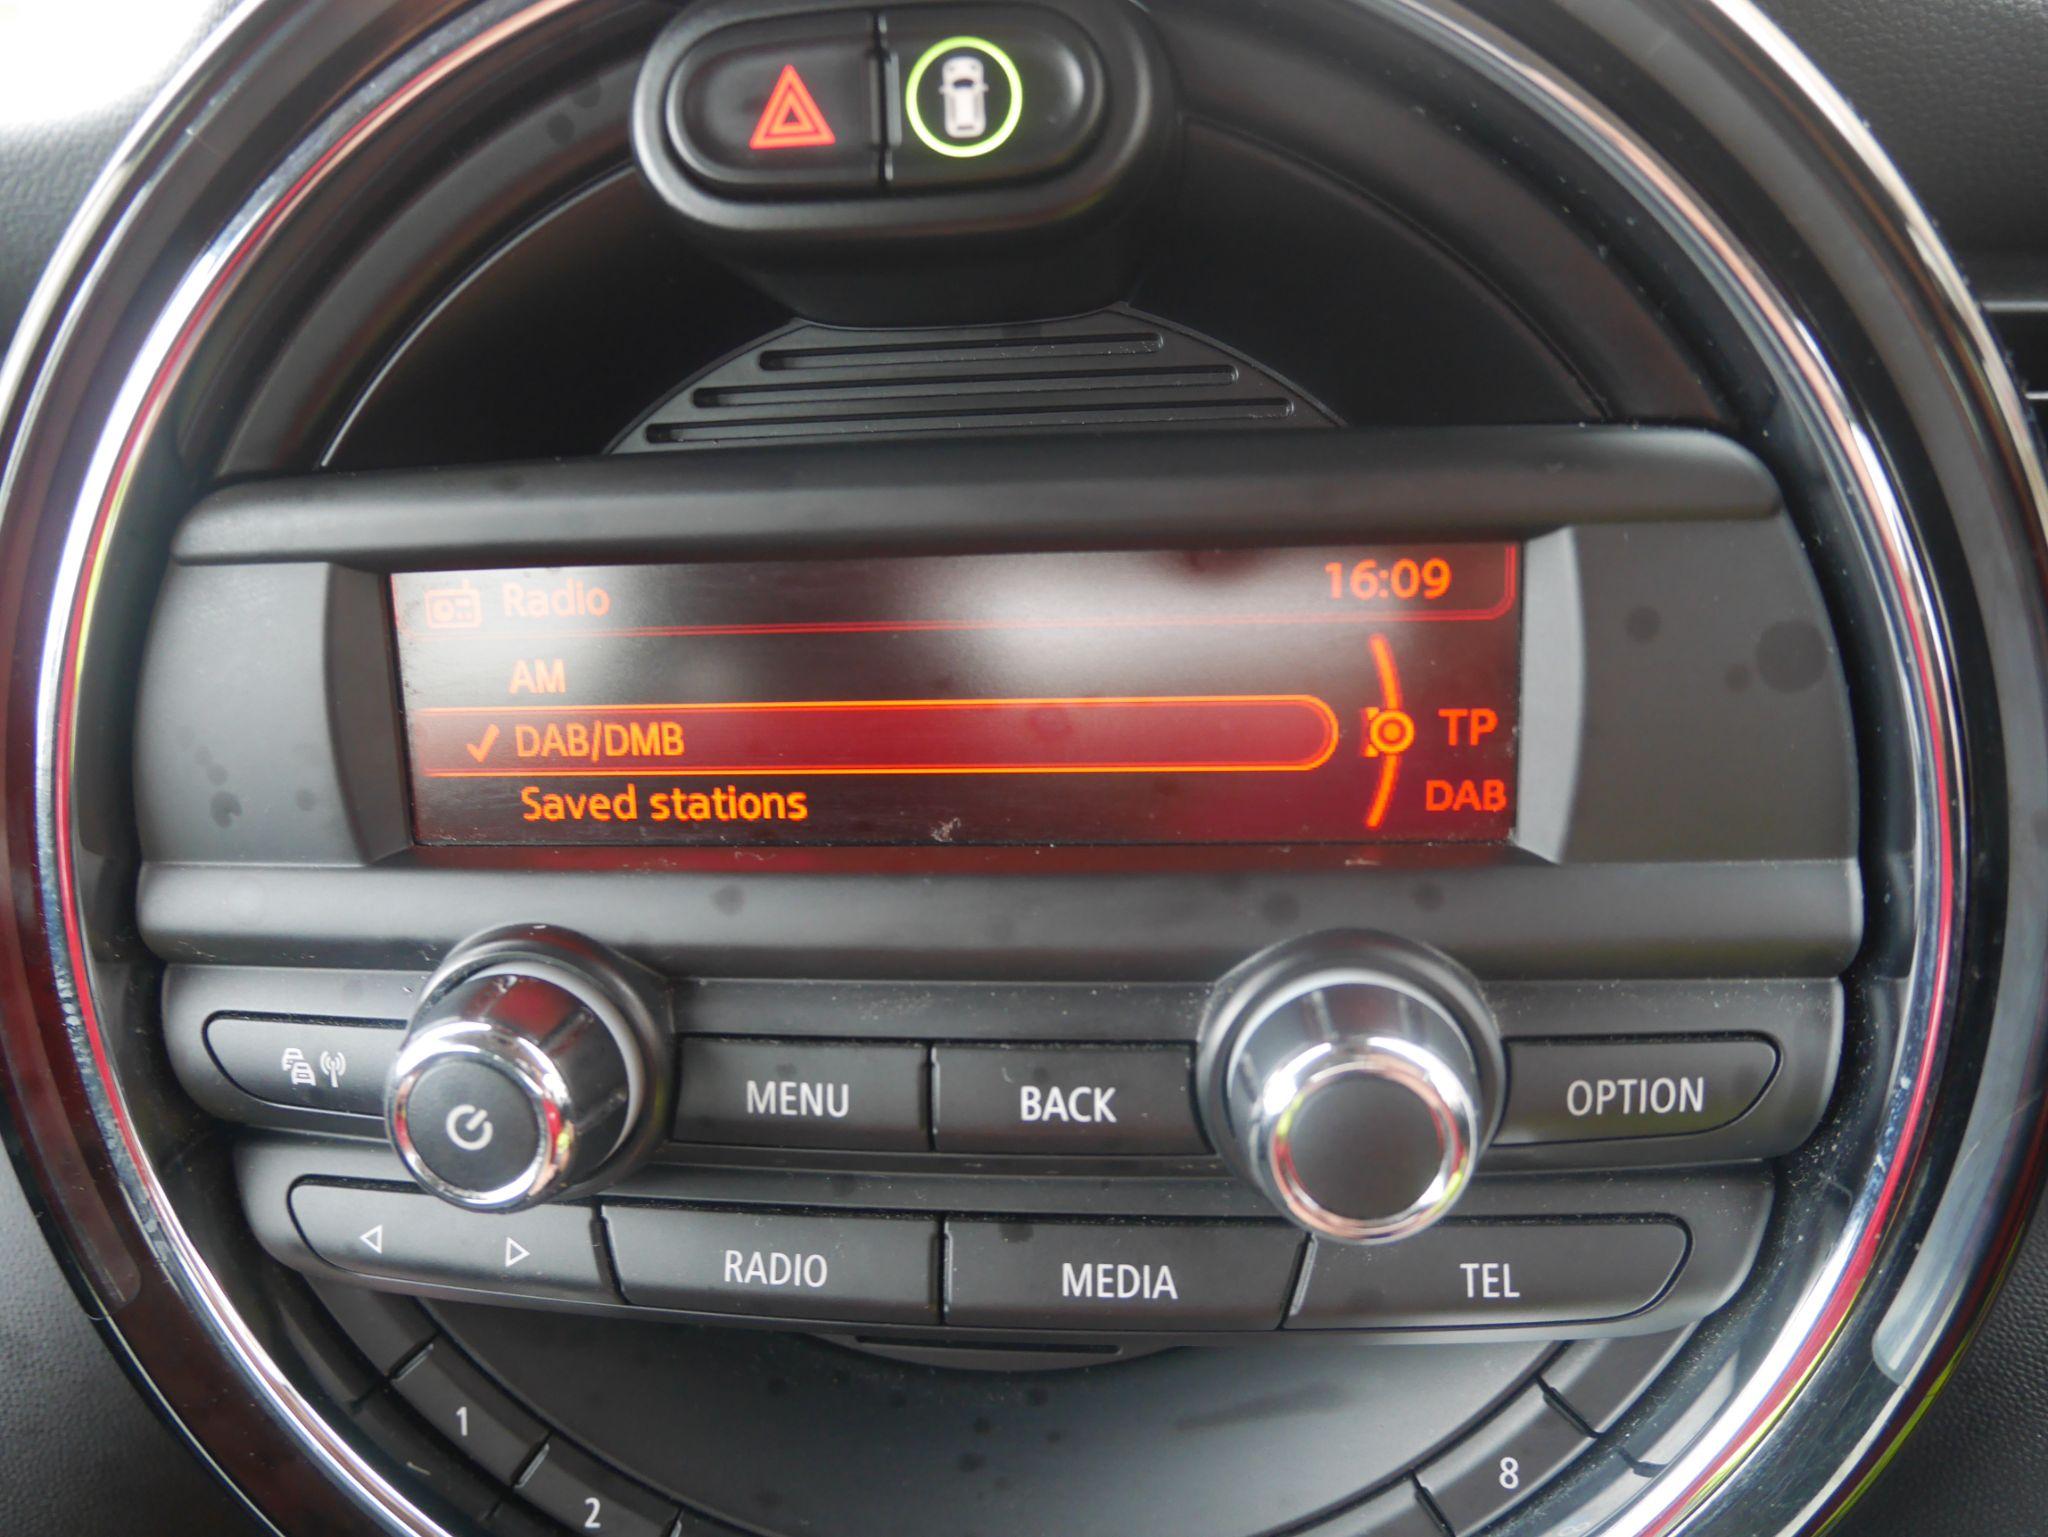 Radio 16:09
AM
DAB/DMB TP
Saved stations DAB
MENU BACK OPTION
RADIO MEDIA TEL
1
2
8